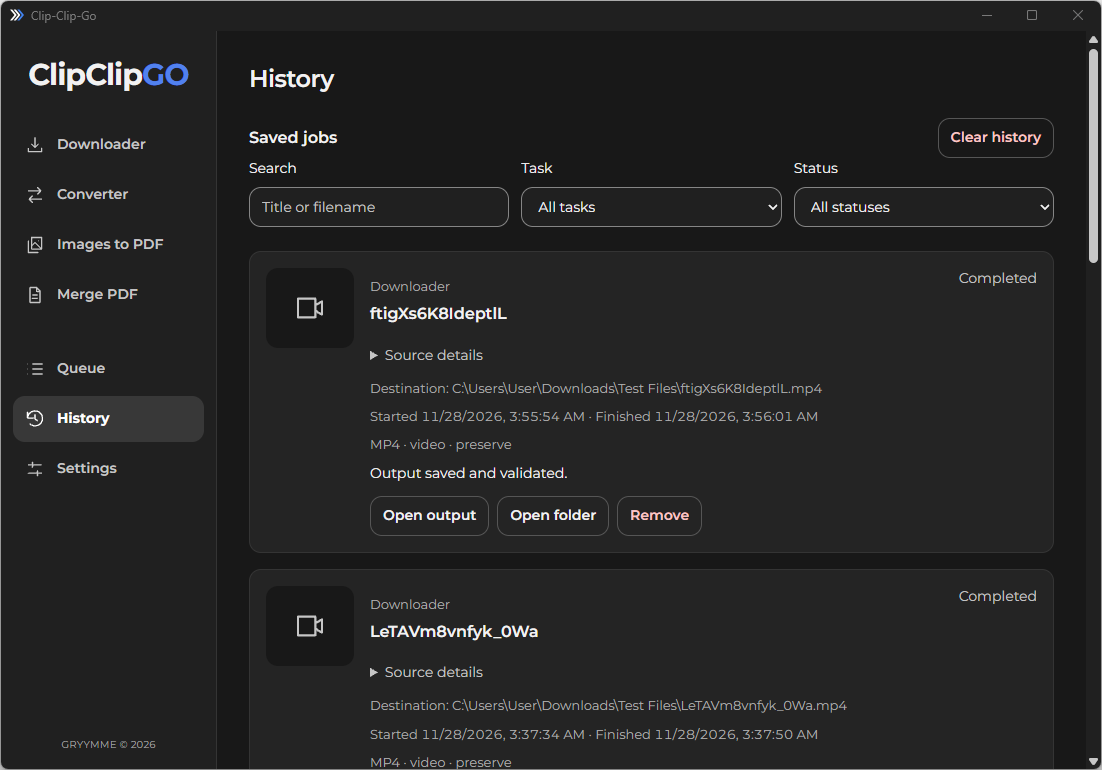 Clip-Clip-Go
ClipClipGO
Downloader
Converter
Images to PDF
Merge PDF
Queue
History
Settings
GRYYMME © 2026
History
Saved jobs
Clear history
Search
Task
Status
Title or filename
All tasks
All statuses
Downloader
Completed
ftigXs6K8IdeptlL
Source details
Destination: C:\Users\User\Downloads\Test Files\ftigXs6K8IdeptlL.mp4
Started 11/28/2026, 3:55:54 AM · Finished 11/28/2026, 3:56:01 AM
MP4 · video · preserve
Output saved and validated.
Open output
Open folder
Remove
Downloader
Completed
LeTAVm8vnfyk_0Wa
Source details
Destination: C:\Users\User\Downloads\Test Files\LeTAVm8vnfyk_0Wa.mp4
Started 11/28/2026, 3:37:34 AM · Finished 11/28/2026, 3:37:50 AM
MP4 · video · preserve